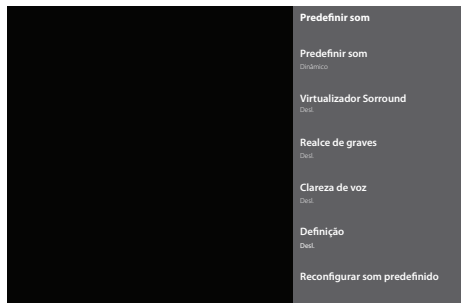 Predefinir som
Predefinir som
Dinâmico
Virtualizador Sorround
Desl.
Realce de graves
Desl.
Clareza de voz
Desl.
Definição
Desl.
Reconfigurar som predefinido